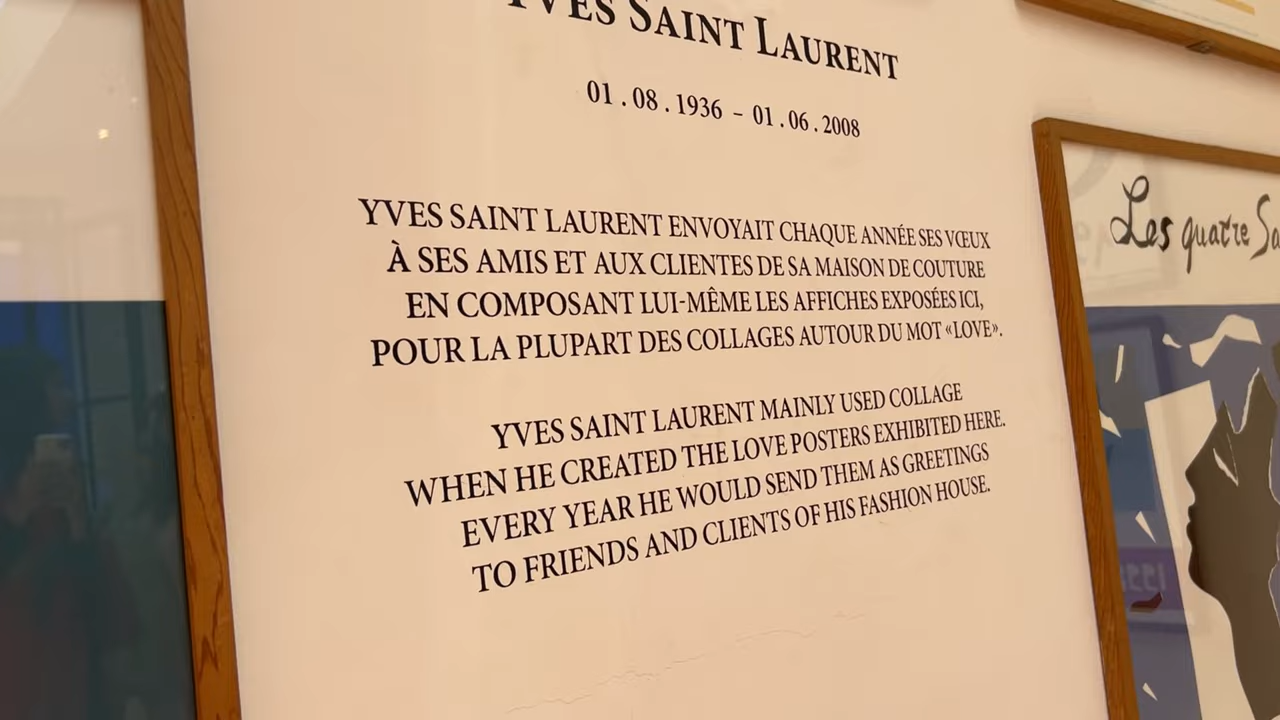 YVES SAINT LAURENT
01.08.1936 – 01.06.2008
YVES SAINT LAURENT ENVOYAIT CHAQUE ANNÉE SES VŒUX
À SES AMIS ET AUX CLIENTES DE SA MAISON DE COUTURE
EN COMPOSANT LUI-MÊME LES AFFICHES EXPOSÉES ICI,
POUR LA PLUPART DES COLLAGES AUTOUR DU MOT «LOVE».
YVES SAINT LAURENT MAINLY USED COLLAGE
WHEN HE CREATED THE LOVE POSTERS EXHIBITED HERE.
EVERY YEAR HE WOULD SEND THEM AS GREETINGS
TO FRIENDS AND CLIENTS OF HIS FASHION HOUSE.
Les quatre